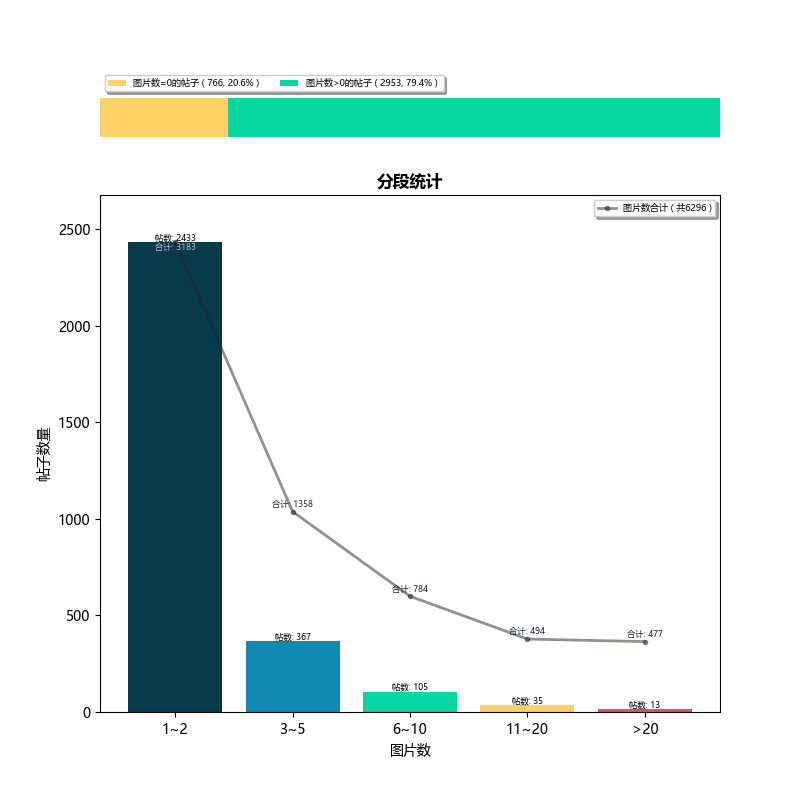 图片数=0的帖子 ( 766, 20.6% ) 图片数>0的帖子 ( 2953, 79.4% )
分段统计
图片数合计 ( 共6296 )
2500
2000
1500
1000
500
0
帖子数量
帖数: 2433
合计: 3183
合计: 1358
合计: 784
合计: 494
合计: 477
帖数: 367
帖数: 105
帖数: 35
帖数: 13
1~2 3~5 6~10 11~20 >20
图片数